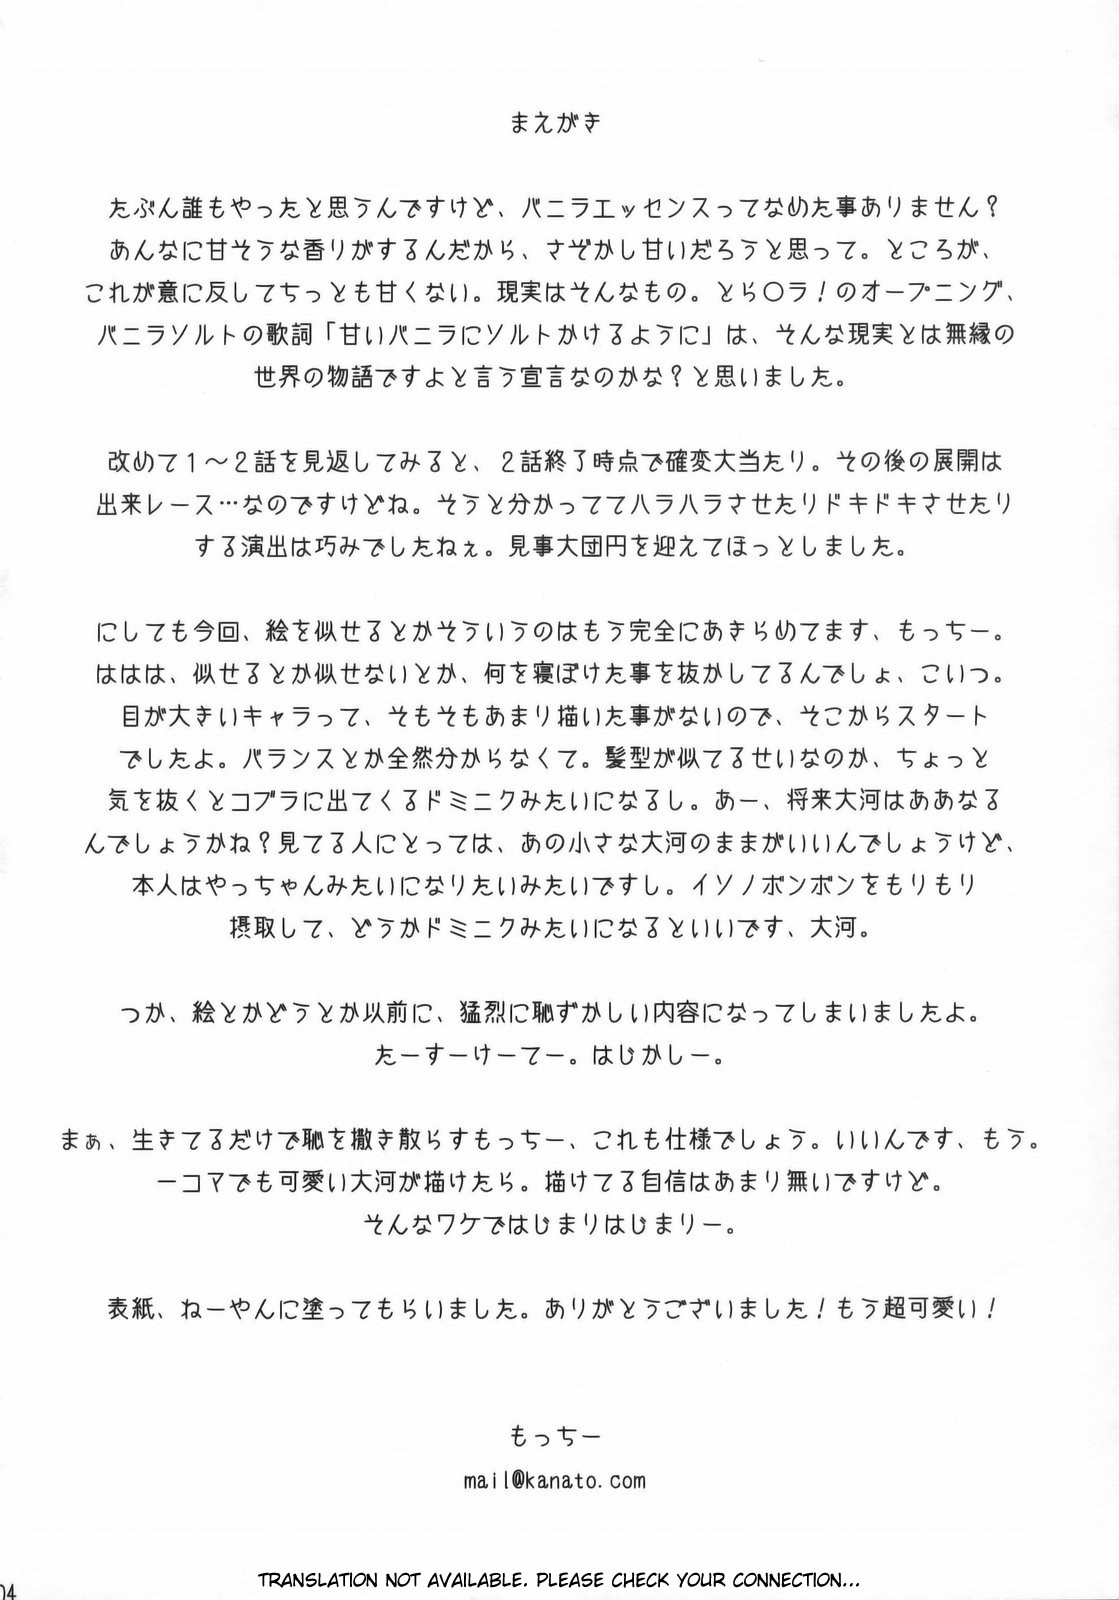 まえがき
たぶん誰もやったと思うんですけど、バニラエッセンスってなめた事ありません？
あんなに甘そうな香りがするんだから、さぞかし甘いだろうと思って。ところが、
これが意に反してちっとも甘くない。現実はそんなもの。とら〇ラ！のオープニング、
バニラソルトの歌詞「甘いバニラにソルトかけるように」は、そんな現実とは無縁の
世界の物語ですよと言う宣言なのかな？と思いました。
改めて１～２話を見返してみると、２話終了時点で確変大当たり。その後の展開は
出来レース…なのですけどね。そうと分かっててハラハラさせたりドキドキさせたり
する演出は巧みでしたねぇ。見事大団円を迎えてほっとしました。
にしても今回、絵を似せるとかそういうのはもう完全にあきらめてます、もっちー。
ははは、似せるとか似せないとか、何を寝ぼけた事を抜かしてるんでしょ、こいつ。
目が大きいキャラって、そもそもあまり描いた事がないので、そこからスタート
でしたよ。バランスとか全然分からなくて。髪型が似てるせいなのか、ちょっと
気を抜くとコブラに出てくるドミニクみたいになるし。あー、将来大河はああなる
んでしょうかね？見てる人にとっては、あの小さな大河のままがいいんでしょうけど、
本人はやっちゃんみたいになりたいみたいですし。イソノボンボンをもりもり
摂取して、どうかドミニクみたいになるといいです、大河。
つか、絵とかどうとか以前に、猛烈に恥ずかしい内容になってしまいましたよ。
たーすーけーてー。はじかしー。
まぁ、生きてるだけで恥を撒き散らすもっちー、これも仕様でしょう。いいんです、もう。
一コマでも可愛い大河が描けたら。描けてる自信はあまり無いですけど。
そんなワケではじまりはじまりー。
表紙、ねーやんに塗ってもらいました。ありがとうございました！もう超可愛い！
もっちー
mail@kanato.com
TRANSLATION NOT AVAILABLE. PLEASE CHECK YOUR CONNECTION...
04